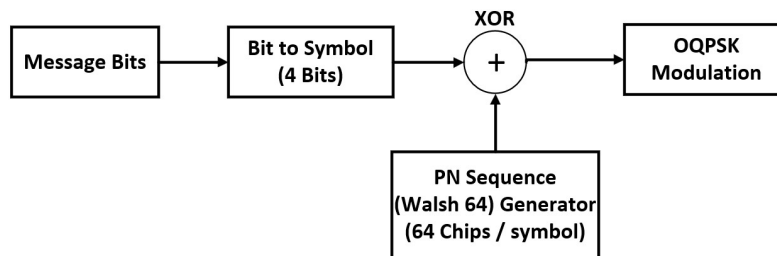 Message Bits
Bit to Symbol
(4 Bits)
XOR
+
OQPSK
Modulation
PN Sequence
(Walsh 64) Generator
(64 Chips / symbol)